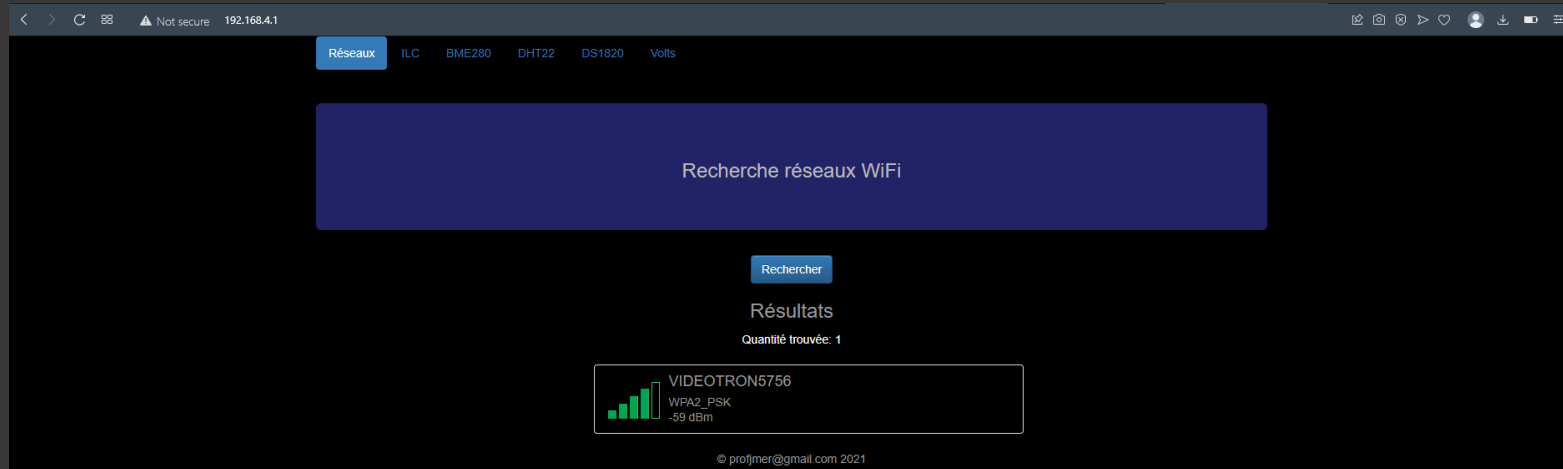 Not secure 192.168.4.1
Réseaux ILC BME280 DHT22 DS1820 Volts
Recherche réseaux WiFi
Rechercher
Résultats
Quantité trouvée: 1
VIDEOTRON5756
WPA2_PSK
-59 dBm
© profjmer@gmail.com 2021